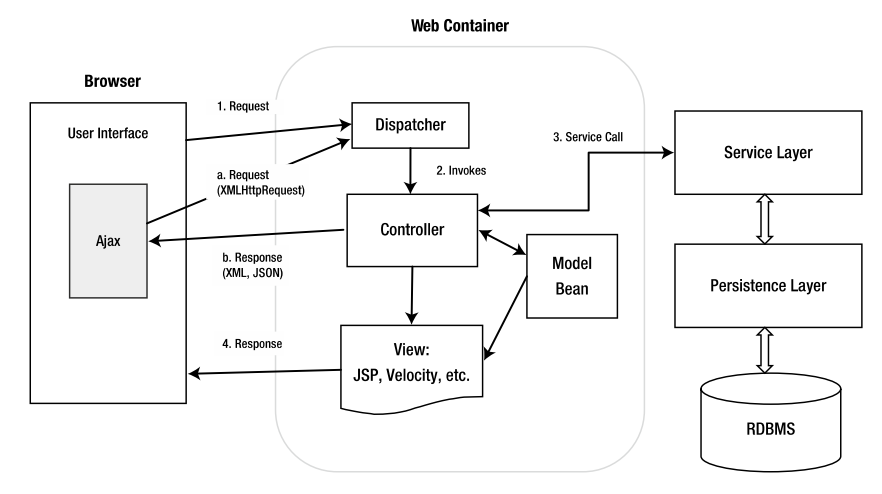 Web Container
Browser
1. Request
User Interface
Dispatcher
3. Service Call
Service Layer
a. Request
(XMLHttpRequest)
2. Invokes
Ajax
Controller
b. Response
(XML, JSON)
Model
Bean
Persistence Layer
4. Response
View:
JSP, Velocity, etc.
RDBMS